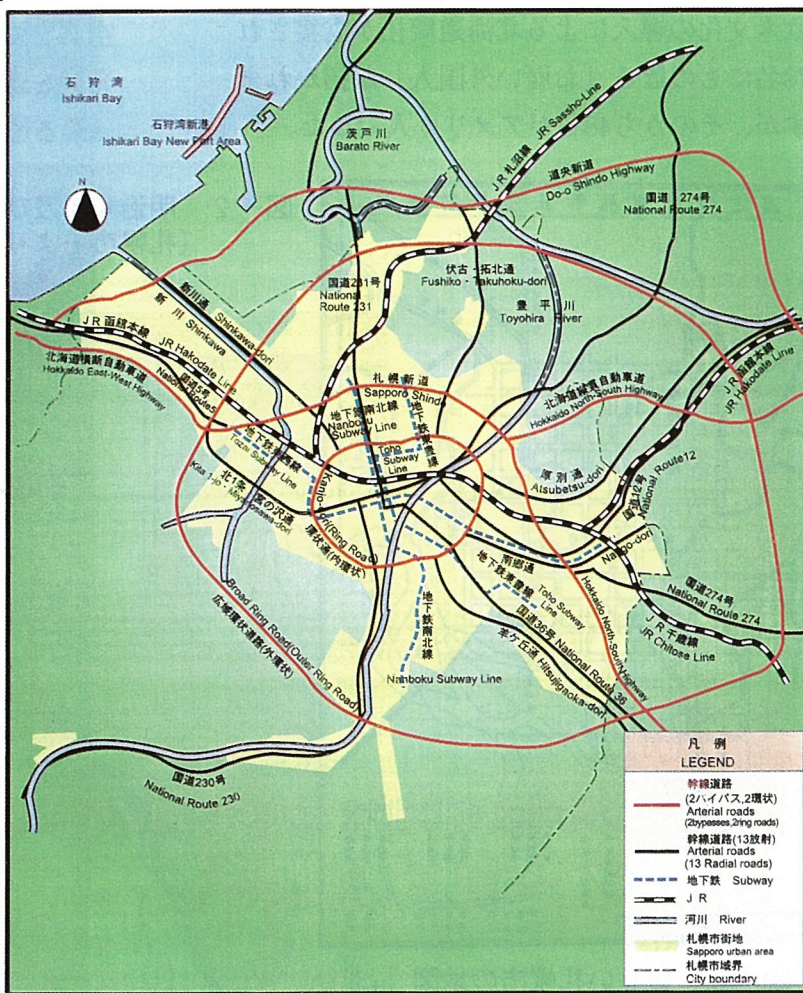 石 狩 湾
Ishikari Bay
石狩湾新港
Ishikari Bay New Port Area
N
茨戸川
Barato River
JR札沼線 JR Sassho-Line
道央新道
Do-o Shindo Highway
国道 274号
National Route 274
国道231号
National
Route 231
伏古・拓北通
Fushiko・Takuhoku-dori
豊 平 川
Toyohira River
新川通 Shinkawa-dori
新 川 Shinkawa
JR函館本線
JR Hakodate Line
北海道横断自動車道
Hokkaido East-West Highway
国道5号
National Route5
札 幌 新 道
Sapporo Shindo
地下鉄南北線
Nanboku
Subway Line
地下鉄東豊線
Toho
Subway
Line
北海道縦貫自動車道
Hokkaido North-South Highway
JR函館本線
JR Hakodate Line
地下鉄東西線
Tozai Subway Line
北1条・宮の沢通
Kita 1-jo・Miyanosawa-dori
Kanjo-dori(Ring Road)
環状通(内環状)
厚別通
Atsubetsu-dori
国道12号
National Route12
南郷通
Nango-dori
地下鉄東豊線
Toho Subway
Line
国道274号
National Route 274
JR千歳線
JR Chitose Line
Hokkaido North-South Highway
国道36号 National Route 36
羊ケ丘通 Hitsujigaoka-dori
地下鉄南北線
Nanboku Subway Line
Broad Ring Road(Outer Ring Road)
広域環状道路(外環状)
国道230号
National Route 230
凡 例
LEGEND
幹線道路
(2バイパス,2環状)
Arterial roads
(2bypasses,2ring roads)
幹線道路(13放射)
Arterial roads
(13 Radial roads)
地下鉄 Subway
J R
河川 River
札幌市街地
Sapporo urban area
札幌市域界
City boundary